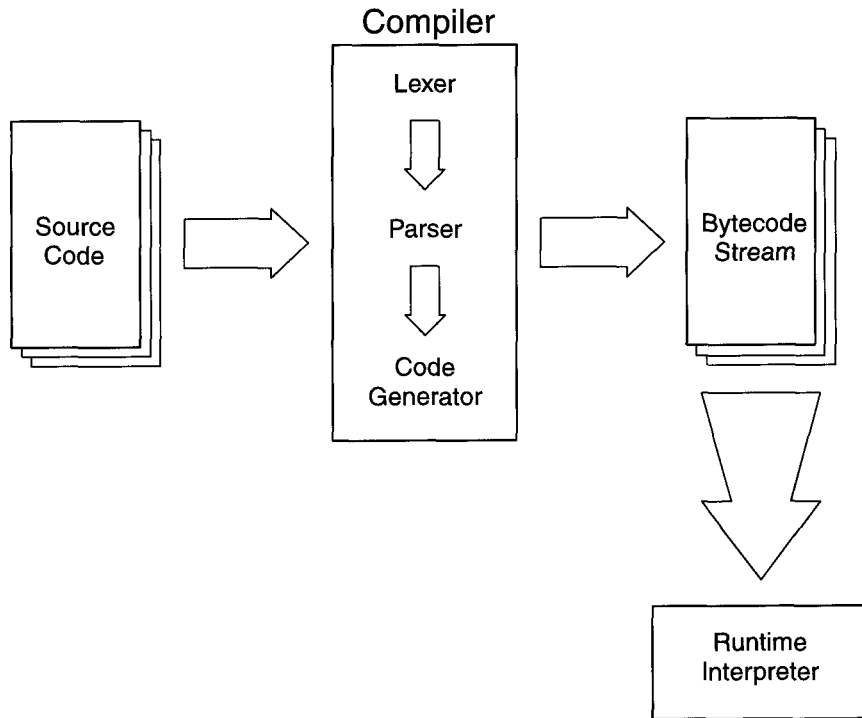 Compiler
Lexer
Source
Code
Parser
Bytecode
Stream
Code
Generator
Runtime
Interpreter